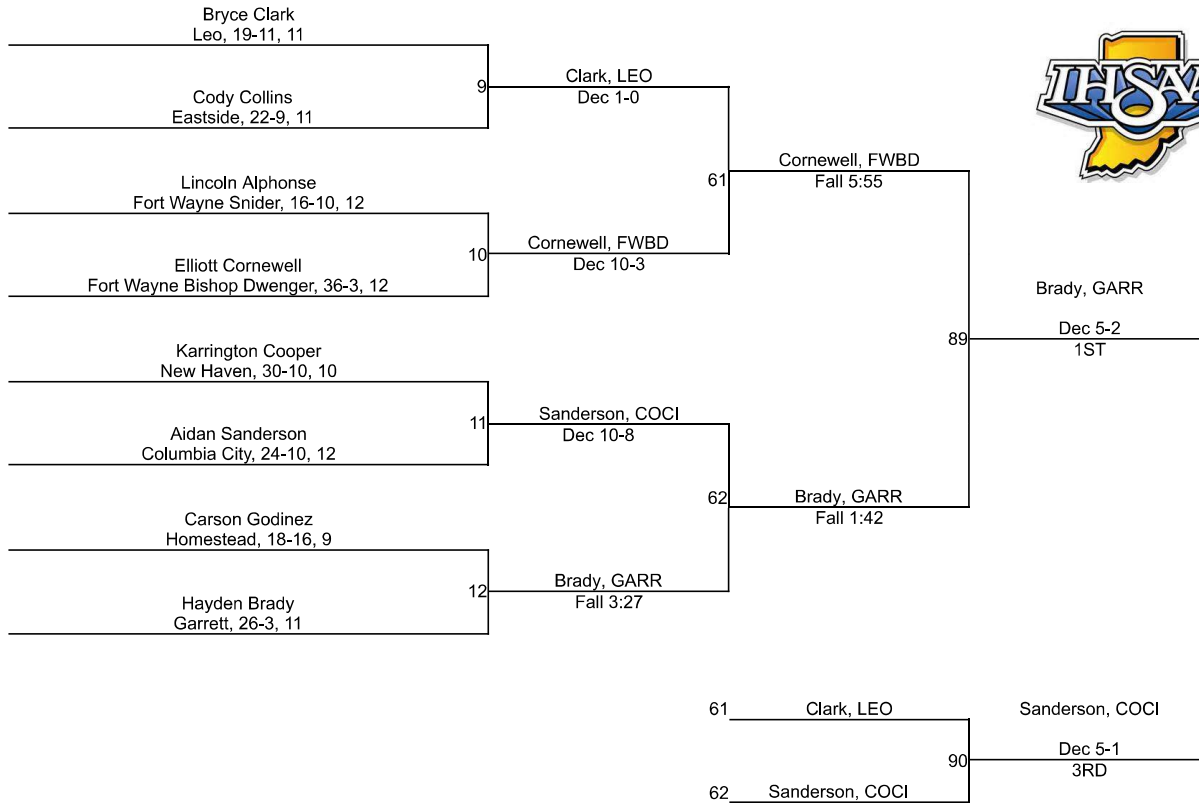 Bryce Clark
Leo, 19-11, 11
9
Clark, LEO
Dec 1-0
Cody Collins
Eastside, 22-9, 11
IHSAA
61
Cornewell, FWBD
Fall 5:55
Lincoln Alphonse
Fort Wayne Snider, 16-10, 12
10
Cornewell, FWBD
Dec 10-3
Elliott Cornewell
Fort Wayne Bishop Dwenger, 36-3, 12
89
Brady, GARR
Dec 5-2
1ST
Karrington Cooper
New Haven, 30-10, 10
11
Sanderson, COCI
Dec 10-8
Aidan Sanderson
Columbia City, 24-10, 12
62
Brady, GARR
Fall 1:42
Carson Godinez
Homestead, 18-16, 9
12
Brady, GARR
Fall 3:27
Hayden Brady
Garrett, 26-3, 11
61
Clark, LEO
90
Sanderson, COCI
Dec 5-1
3RD
62
Sanderson, COCI